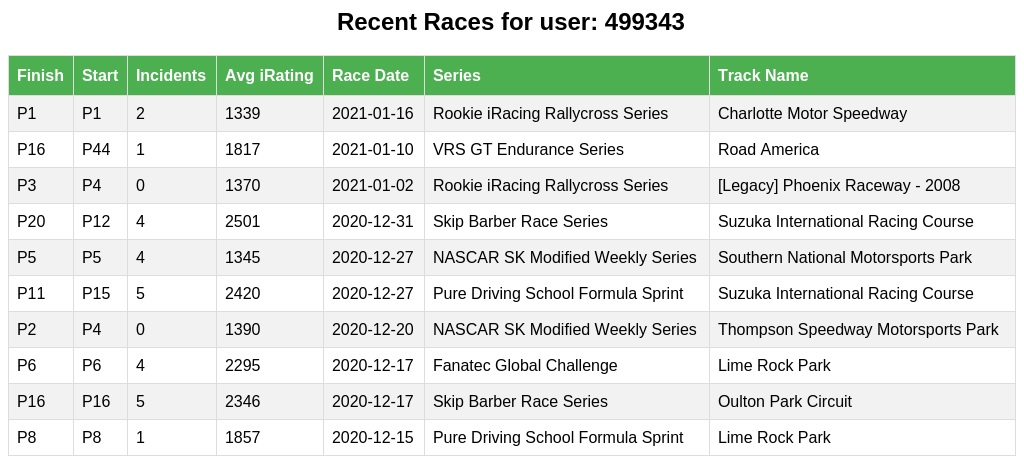 Recent Races for user: 499343
Finish Start Incidents Avg iRating Race Date Series Track Name
P1 P1 2 1339 2021-01-16 Rookie iRacing Rallycross Series Charlotte Motor Speedway
P16 P44 1 1817 2021-01-10 VRS GT Endurance Series Road America
P3 P4 0 1370 2021-01-02 Rookie iRacing Rallycross Series [Legacy] Phoenix Raceway - 2008
P20 P12 4 2501 2020-12-31 Skip Barber Race Series Suzuka International Racing Course
P5 P5 4 1345 2020-12-27 NASCAR SK Modified Weekly Series Southern National Motorsports Park
P11 P15 5 2420 2020-12-27 Pure Driving School Formula Sprint Suzuka International Racing Course
P2 P4 0 1390 2020-12-20 NASCAR SK Modified Weekly Series Thompson Speedway Motorsports Park
P6 P6 4 2295 2020-12-17 Fanatec Global Challenge Lime Rock Park
P16 P16 5 2346 2020-12-17 Skip Barber Race Series Oulton Park Circuit
P8 P8 1 1857 2020-12-15 Pure Driving School Formula Sprint Lime Rock Park